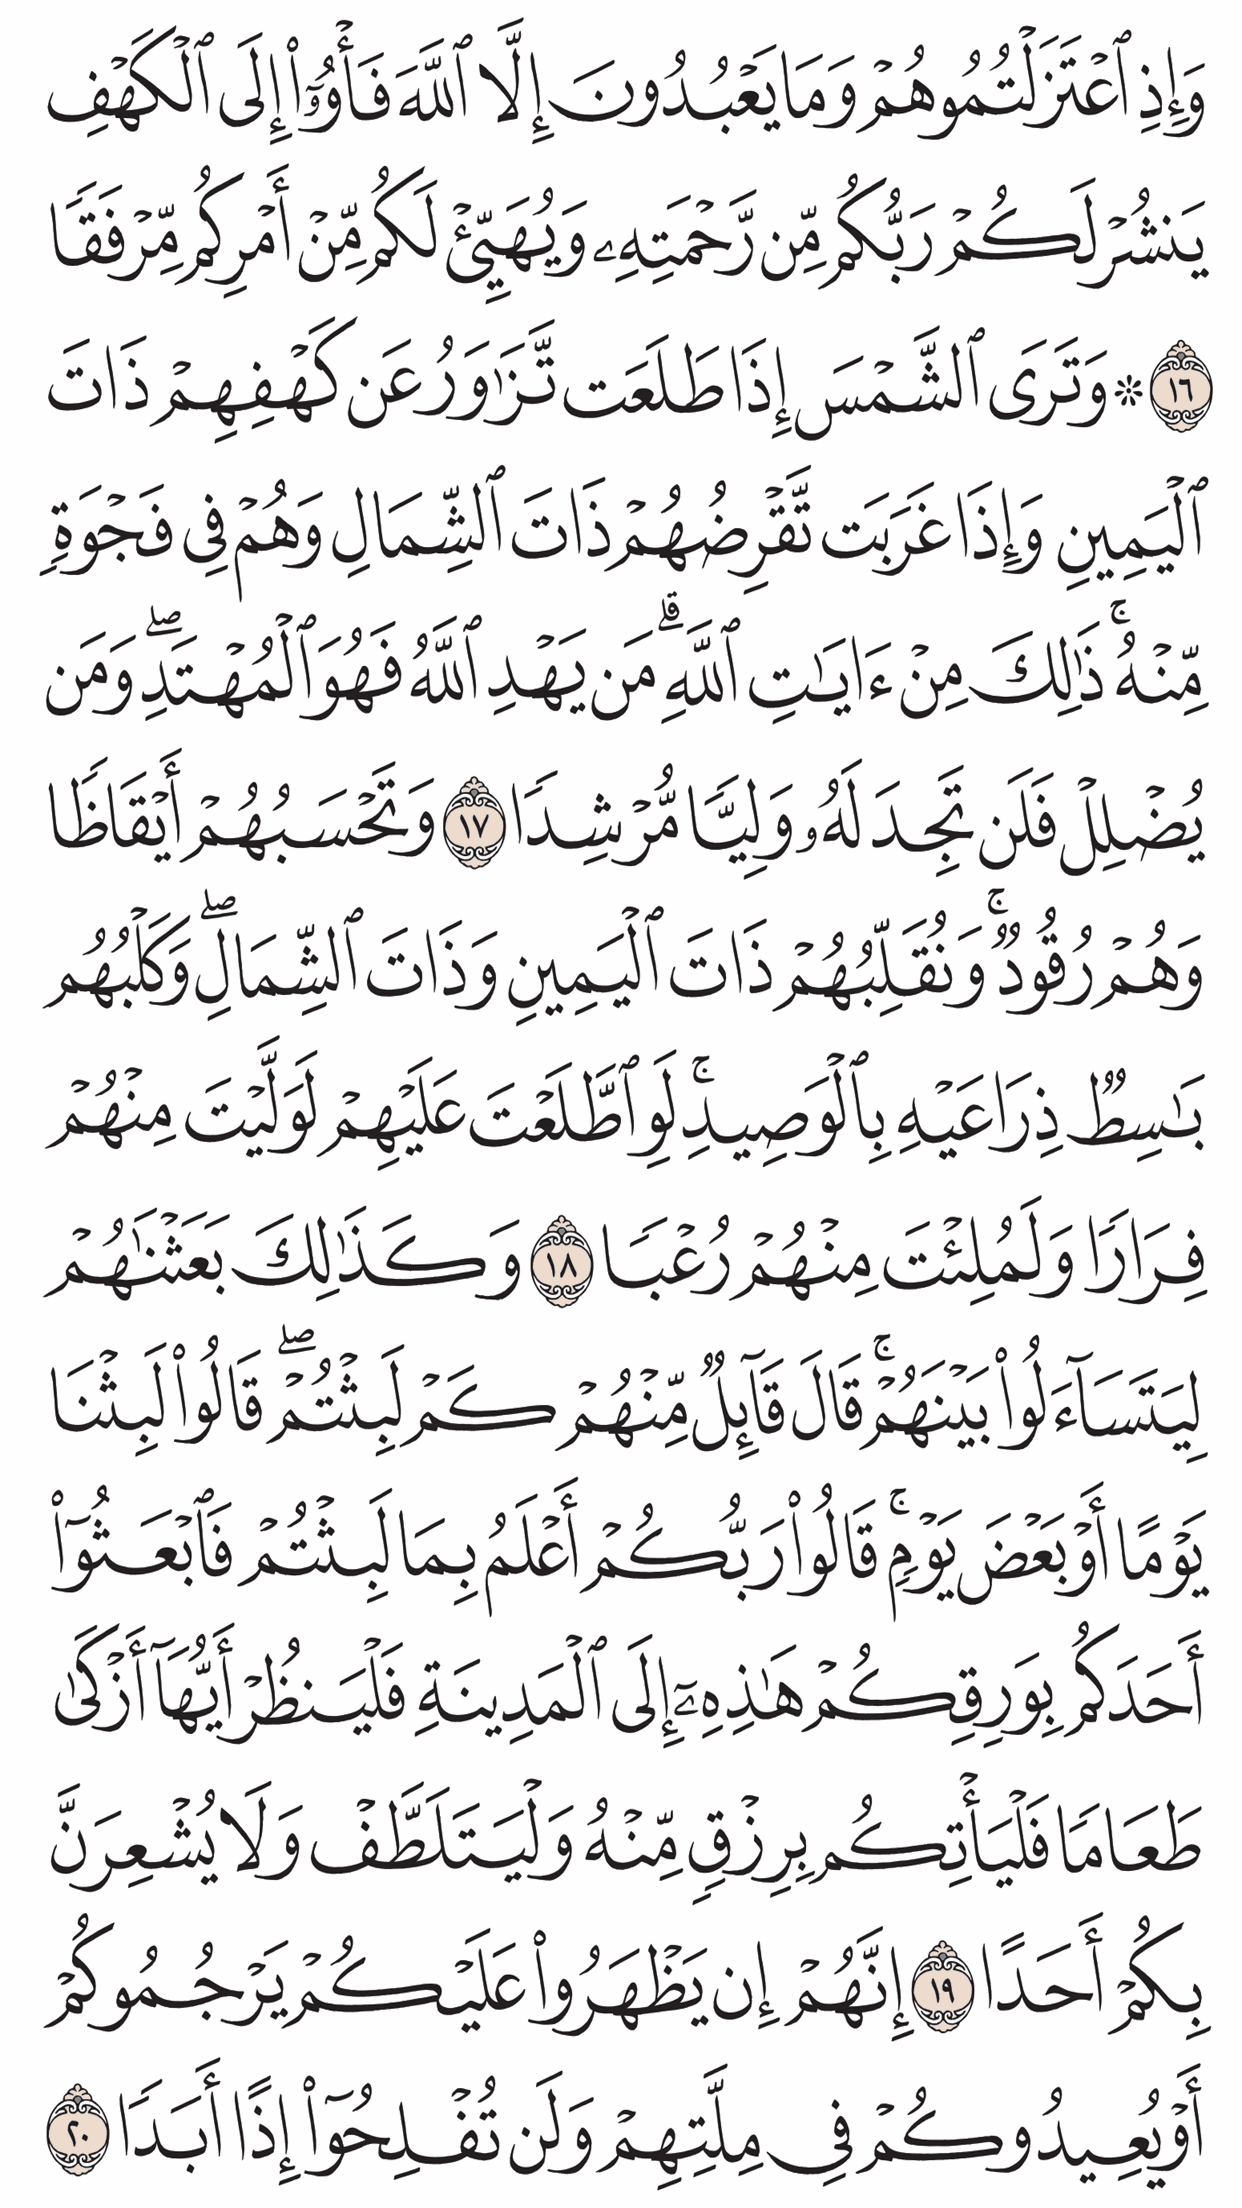 وَإِذِ ٱعْتَزَلْتُمُوهُمْ وَمَا يَعْبُدُونَ إِلَّا ٱللَّهَ فَأْوُۥٓا۟ إِلَى ٱلْكَهْفِ
يَنشُرْ لَكُمْ رَبُّكُم مِّن رَّحْمَتِهِۦ وَيُهَيِّئْ لَكُم مِّنْ أَمْرِكُم مِّرْفَقًا
١٦ ۞ وَتَرَى ٱلشَّمْسَ إِذَا طَلَعَت تَّزَٰوَرُ عَن كَهْفِهِمْ ذَاتَ
ٱلْيَمِينِ وَإِذَا غَرَبَت تَّقْرِضُهُمْ ذَاتَ ٱلشِّمَالِ وَهُمْ فِى فَجْوَةٍ
مِّنْهُ ۚ ذَٰلِكَ مِنْ ءَايَـٰتِ ٱللَّهِ ۗ مَن يَهْدِ ٱللَّهُ فَهُوَ ٱلْمُهْتَدِ ۖ وَمَن
يُضْلِلْ فَلَن تَجِدَ لَهُۥ وَلِيًّا مُّرْشِدًا ١٧ وَتَحْسَبُهُمْ أَيْقَاظًا
وَهُمْ رُقُودٌ ۚ وَنُقَلِّبُهُمْ ذَاتَ ٱلْيَمِينِ وَذَاتَ ٱلشِّمَالِ ۖ وَكَلْبُهُم
بَـٰسِطٌ ذِرَاعَيْهِ بِٱلْوَصِيدِ ۚ لَوِ ٱطَّلَعْتَ عَلَيْهِمْ لَوَلَّيْتَ مِنْهُمْ
فِرَارًا وَلَمُلِئْتَ مِنْهُمْ رُعْبًا ١٨ وَكَذَٰلِكَ بَعَثْنَـٰهُمْ
لِيَتَسَآءَلُوا۟ بَيْنَهُمْ ۚ قَالَ قَآئِلٌ مِّنْهُمْ كَمْ لَبِثْتُمْ ۖ قَالُوا۟ لَبِثْنَا
يَوْمًا أَوْ بَعْضَ يَوْمٍ ۚ قَالُوا۟ رَبُّكُمْ أَعْلَمُ بِمَا لَبِثْتُمْ فَٱبْعَثُوٓا۟
أَحَدَكُم بِوَرِقِكُمْ هَـٰذِهِۦٓ إِلَى ٱلْمَدِينَةِ فَلْيَنظُرْ أَيُّهَآ أَزْكَىٰ
طَعَامًا فَلْيَأْتِكُم بِرِزْقٍ مِّنْهُ وَلْيَتَلَطَّفْ وَلَا يُشْعِرَنَّ
بِكُمْ أَحَدًا ١٩ إِنَّهُمْ إِن يَظْهَرُوا۟ عَلَيْكُمْ يَرْجُمُوكُمْ
أَوْ يُعِيدُوكُمْ فِى مِلَّتِهِمْ وَلَن تُفْلِحُوٓا۟ إِذًا أَبَدًا ٢٠